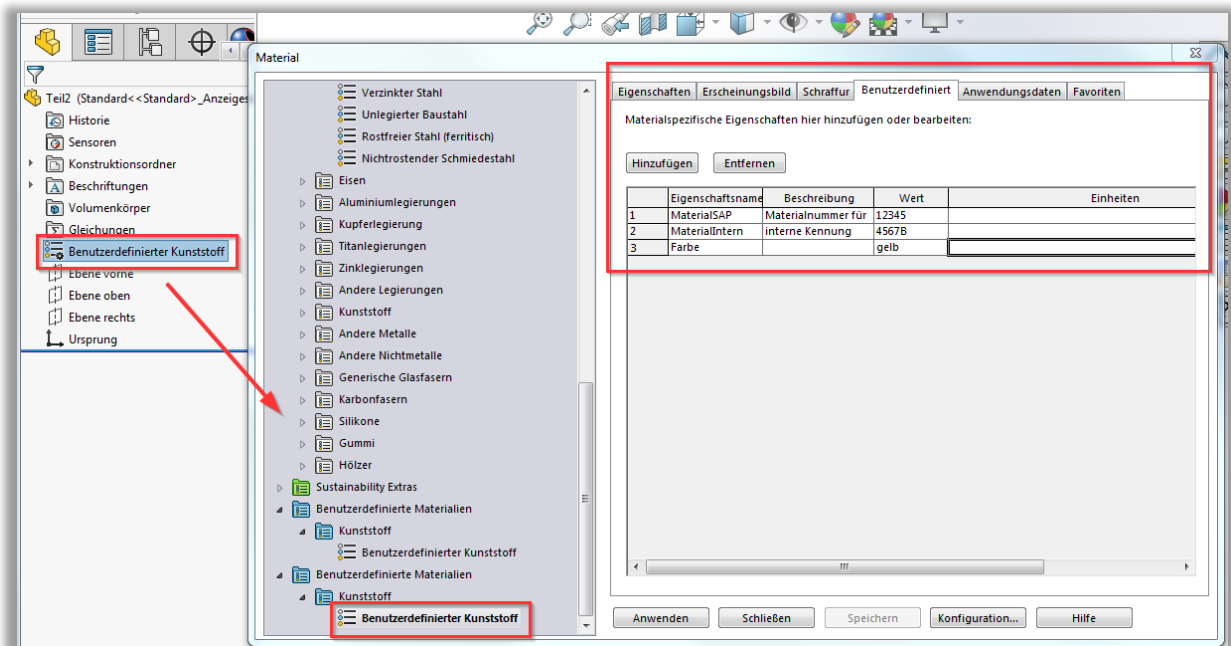 Material
Teil2 (Standard<<Standard>_Anzeiges
Historie
Sensoren
Konstruktionsordner
Beschriftungen
Volumenkörper
Gleichungen
Benutzerdefinierter Kunststoff
Ebene vorne
Ebene oben
Ebene rechts
Ursprung
Verzinkter Stahl
Unlegierter Baustahl
Rostfreier Stahl (ferritisch)
Nichtrostender Schmiedestahl
Eisen
Aluminiumlegierungen
Kupferlegierung
Titanlegierungen
Zinklegierungen
Andere Legierungen
Kunststoff
Andere Metalle
Andere Nichtmetalle
Generische Glasfasern
Karbonfasern
Silikone
Gummi
Hölzer
Sustainability Extras
Benutzerdefinierte Materialien
Kunststoff
Benutzerdefinierter Kunststoff
Benutzerdefinierte Materialien
Kunststoff
Benutzerdefinierter Kunststoff
Eigenschaften Erscheinungsbild Schraffur Benutzerdefiniert Anwendungsdaten Favoriten
Materialspezifische Eigenschaften hier hinzufügen oder bearbeiten:
Hinzufügen Entfernen
Eigenschaftsname Beschreibung Wert Einheiten
1 MaterialSAP Materialnummer für 12345
2 MaterialIntern interne Kennung 4567B
3 Farbe gelb
Anwenden Schließen Speichern Konfiguration... Hilfe